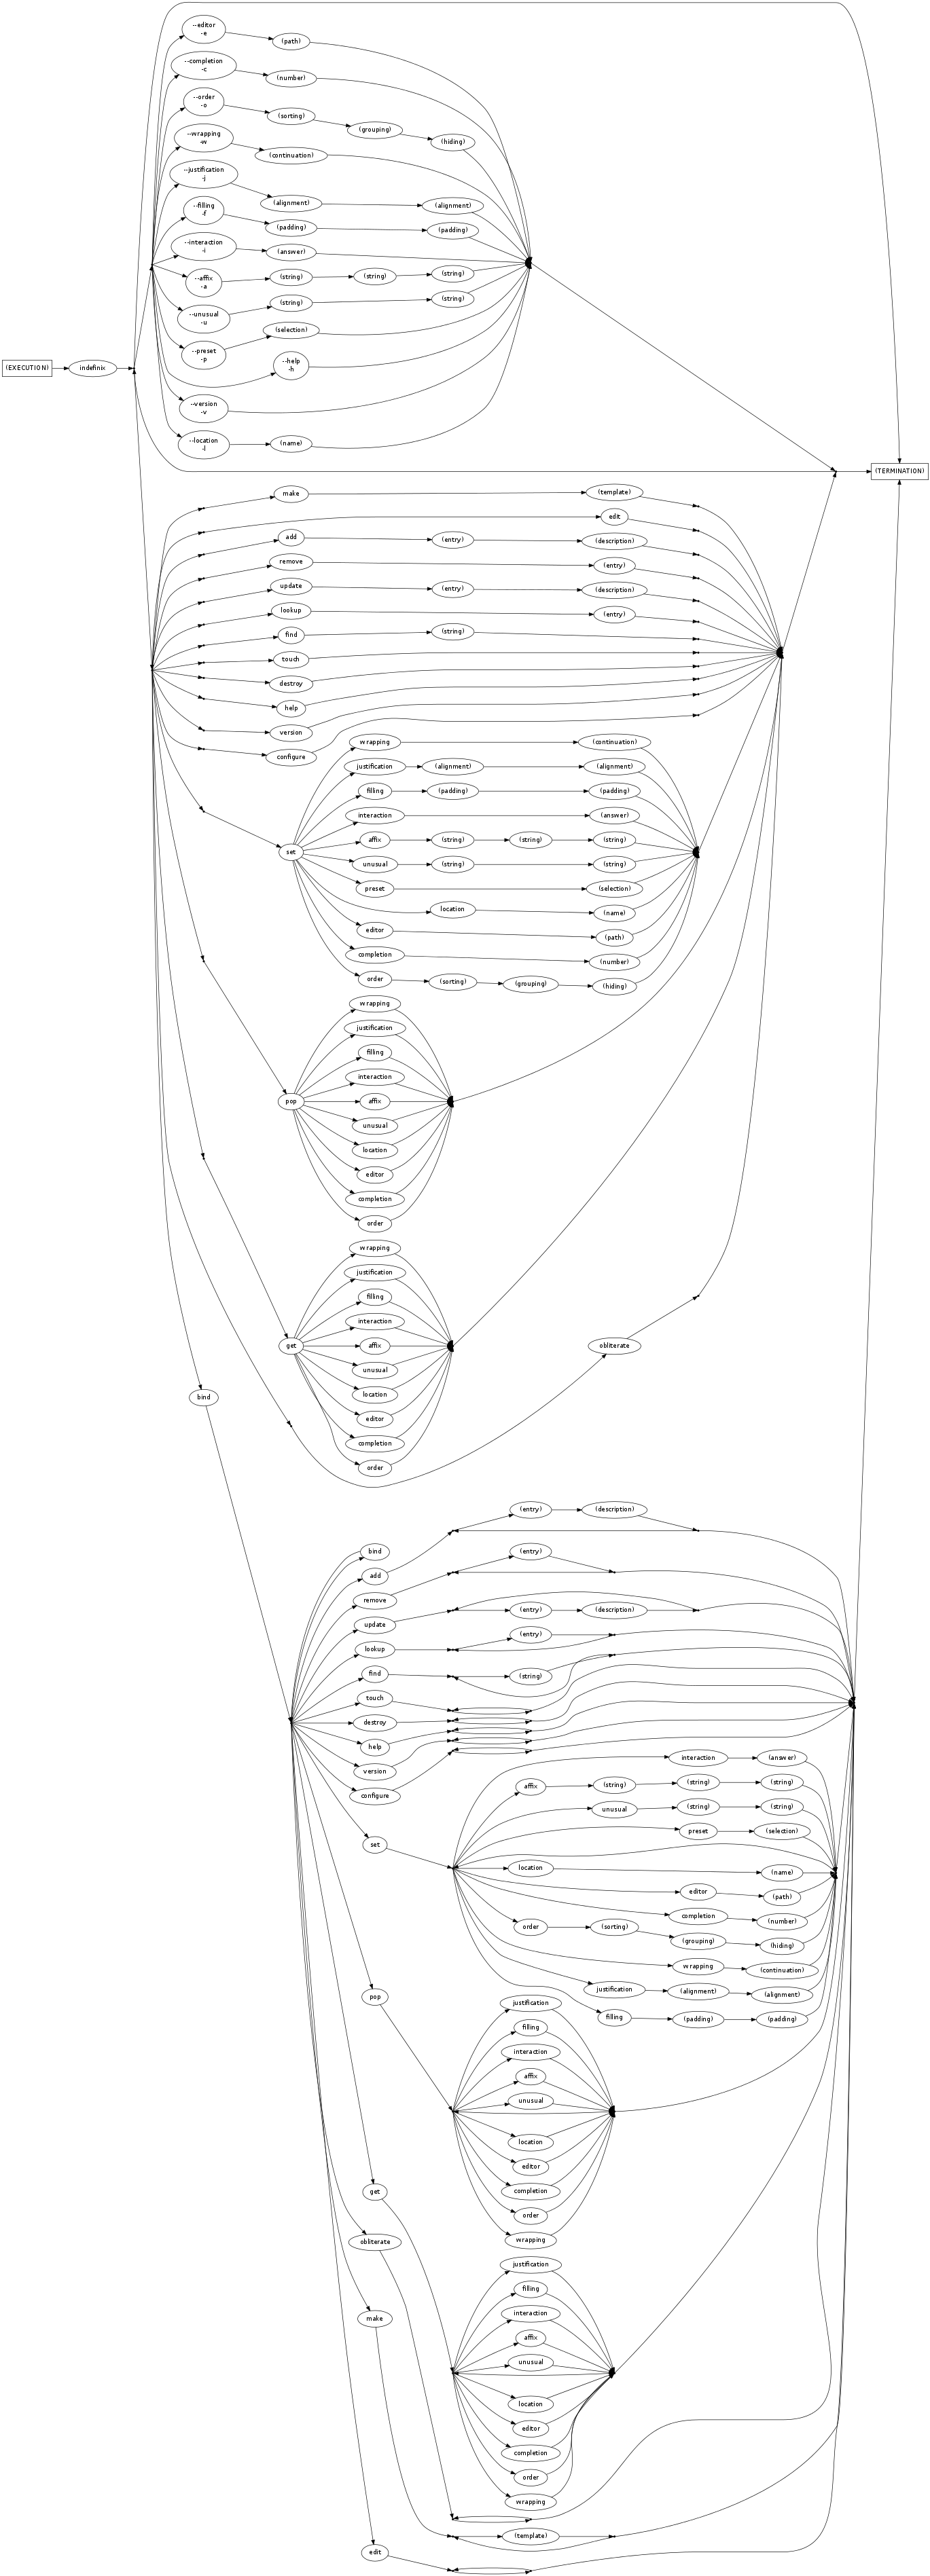 --editor
-e
(path)
--completion
-c
(number)
--order
-o
(sorting)
(grouping)
(hiding)
--wrapping
-w
(continuation)
--justification
-j
(alignment)
(alignment)
--filling
-f
(padding)
(padding)
--interaction
-i
(answer)
--affix
-a
(string)
(string)
(string)
--unusual
-u
(string)
(string)
--preset
-p
(selection)
--help
-h
(EXECUTION)
indefinix
--version
-v
--location
-l
(name)
(TERMINATION)
make
(template)
edit
add
(entry)
(description)
remove
(entry)
update
(entry)
(description)
lookup
(entry)
find
(string)
touch
destroy
help
version
configure
set
wrapping
(continuation)
justification
(alignment)
(alignment)
filling
(padding)
(padding)
interaction
(answer)
affix
(string)
(string)
(string)
unusual
(string)
(string)
preset
(selection)
location
(name)
editor
(path)
completion
(number)
order
(sorting)
(grouping)
(hiding)
pop
wrapping
justification
filling
interaction
affix
unusual
location
editor
completion
order
get
wrapping
justification
filling
interaction
affix
unusual
location
editor
completion
order
obliterate
bind
(entry)
(description)
bind
add
(entry)
remove
update
(entry)
(description)
lookup
(entry)
find
(string)
touch
destroy
help
version
configure
set
interaction
(answer)
affix
(string)
(string)
(string)
unusual
(string)
(string)
preset
(selection)
location
(name)
editor
(path)
completion
(number)
order
(sorting)
(grouping)
(hiding)
wrapping
(continuation)
justification
(alignment)
(alignment)
filling
(padding)
(padding)
pop
justification
filling
interaction
affix
unusual
location
editor
completion
order
wrapping
get
obliterate
justification
filling
interaction
affix
unusual
location
editor
completion
order
wrapping
make
(template)
edit